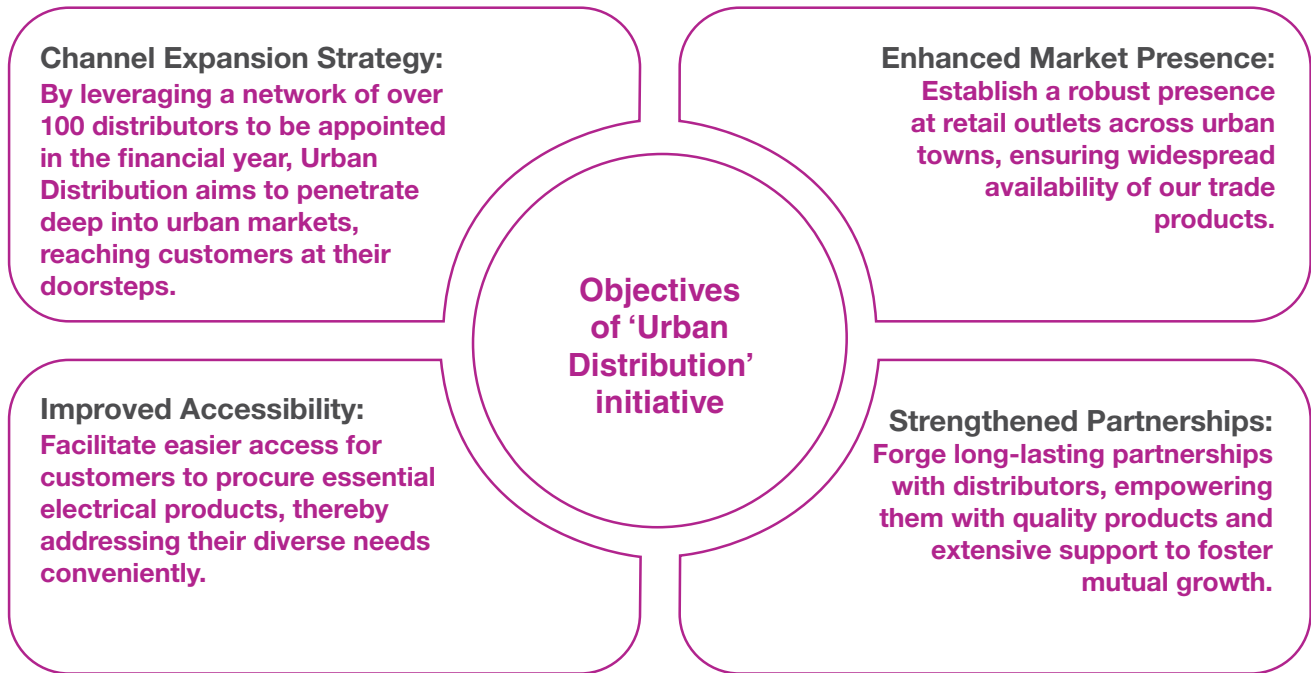 Channel Expansion Strategy:
By leveraging a network of over
100 distributors to be appointed
in the financial year, Urban
Distribution aims to penetrate
deep into urban markets,
reaching customers at their
doorsteps.
Enhanced Market Presence:
Establish a robust presence
at retail outlets across urban
towns, ensuring widespread
availability of our trade
products.
Objectives
of ‘Urban
Distribution’
initiative
Improved Accessibility:
Facilitate easier access for
customers to procure essential
electrical products, thereby
addressing their diverse needs
conveniently.
Strengthened Partnerships:
Forge long-lasting partnerships
with distributors, empowering
them with quality products and
extensive support to foster
mutual growth.